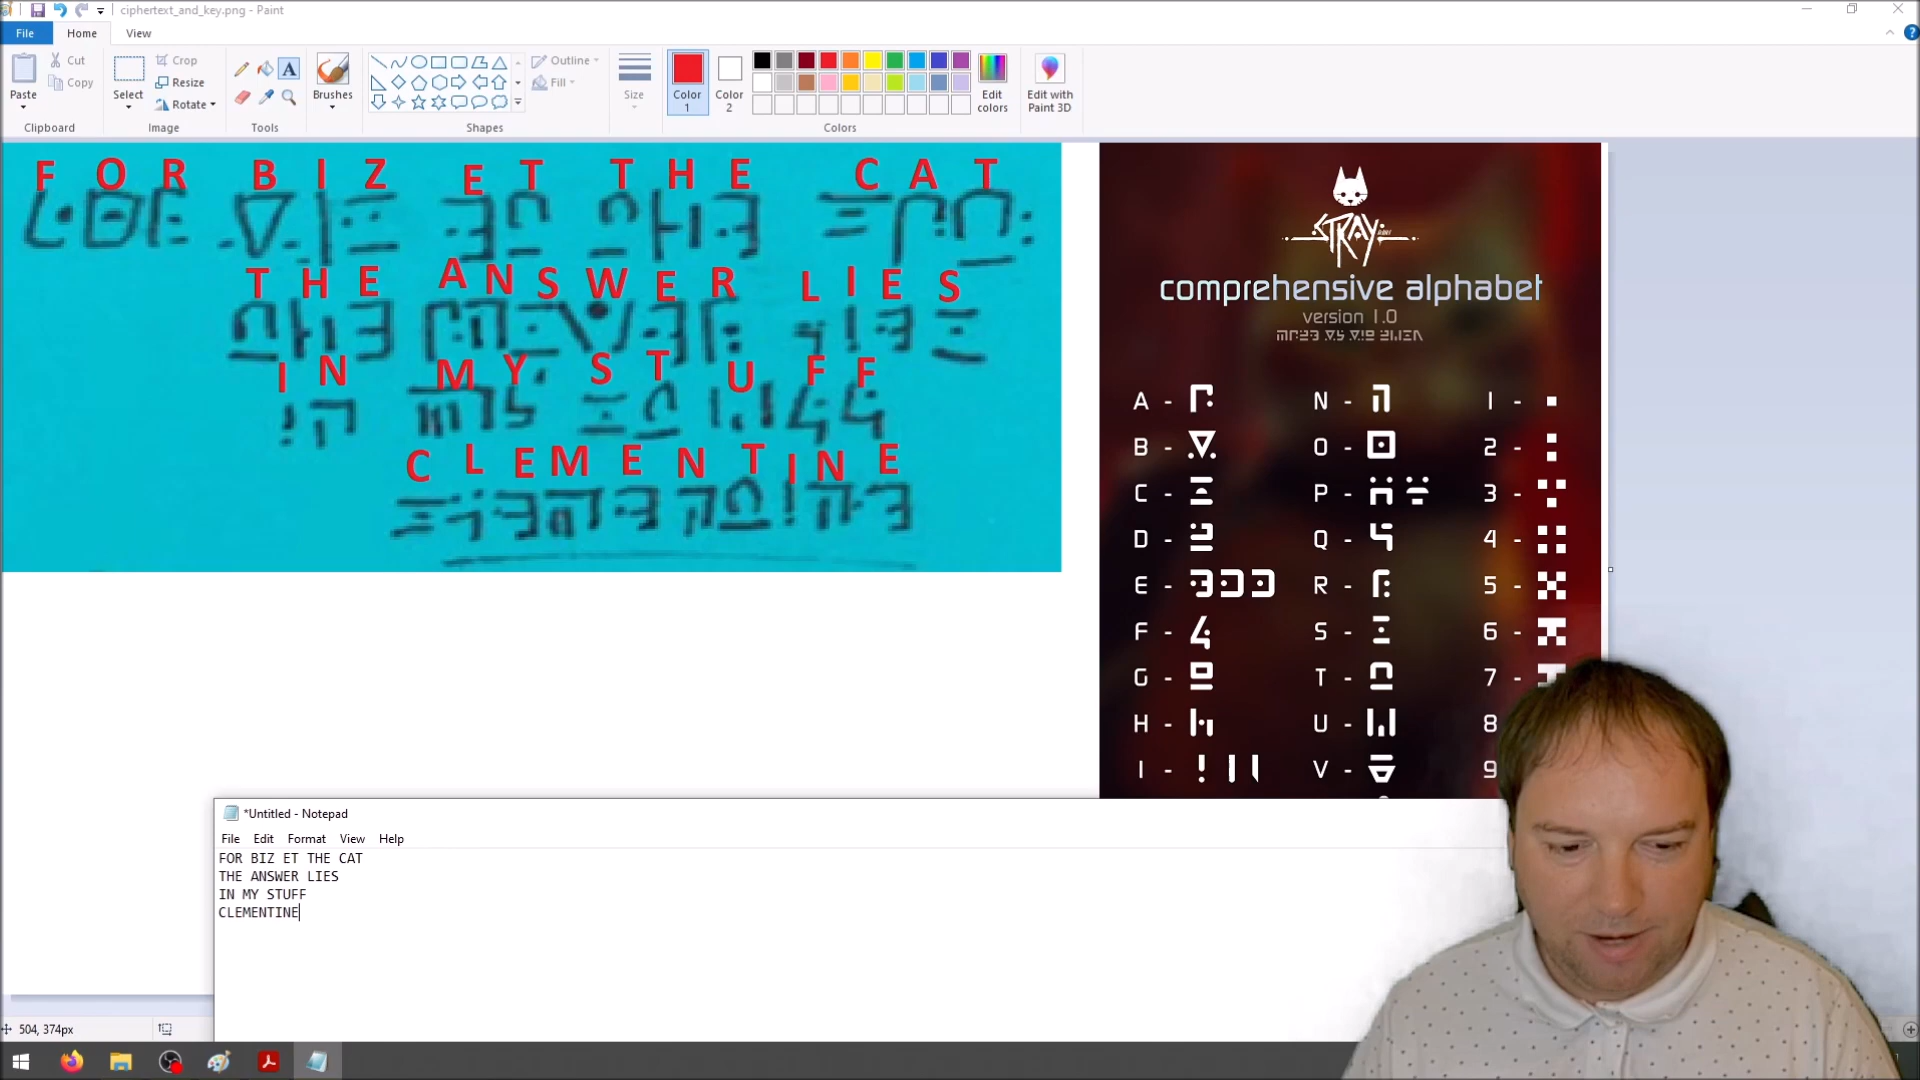 ciphertext_and_key.png - Paint
File Home View
Paste
Cut
Copy
Clipboard
Select
Crop
Resize
Rotate
Image
Tools
Brushes
Shapes
Outline
Fill
Size
Color 1
Color 2
Edit colors
Edit with Paint 3D
Colors
F O R B I Z E T T H E C A T
T H E A N S W E R L I E S
I N M Y S T U F F
C L E M E N T I N E
STRAY
comprehensive alphabet
version 1.0
A - N - 1 -
B - O - 2 -
C - P - 3 -
D - Q - 4 -
E - R - 5 -
F - S - 6 -
G - T - 7 -
H - U - 8
I - V - 9
*Untitled - Notepad
File Edit Format View Help
FOR BIZ ET THE CAT
THE ANSWER LIES
IN MY STUFF
CLEMENTINE
504, 374px